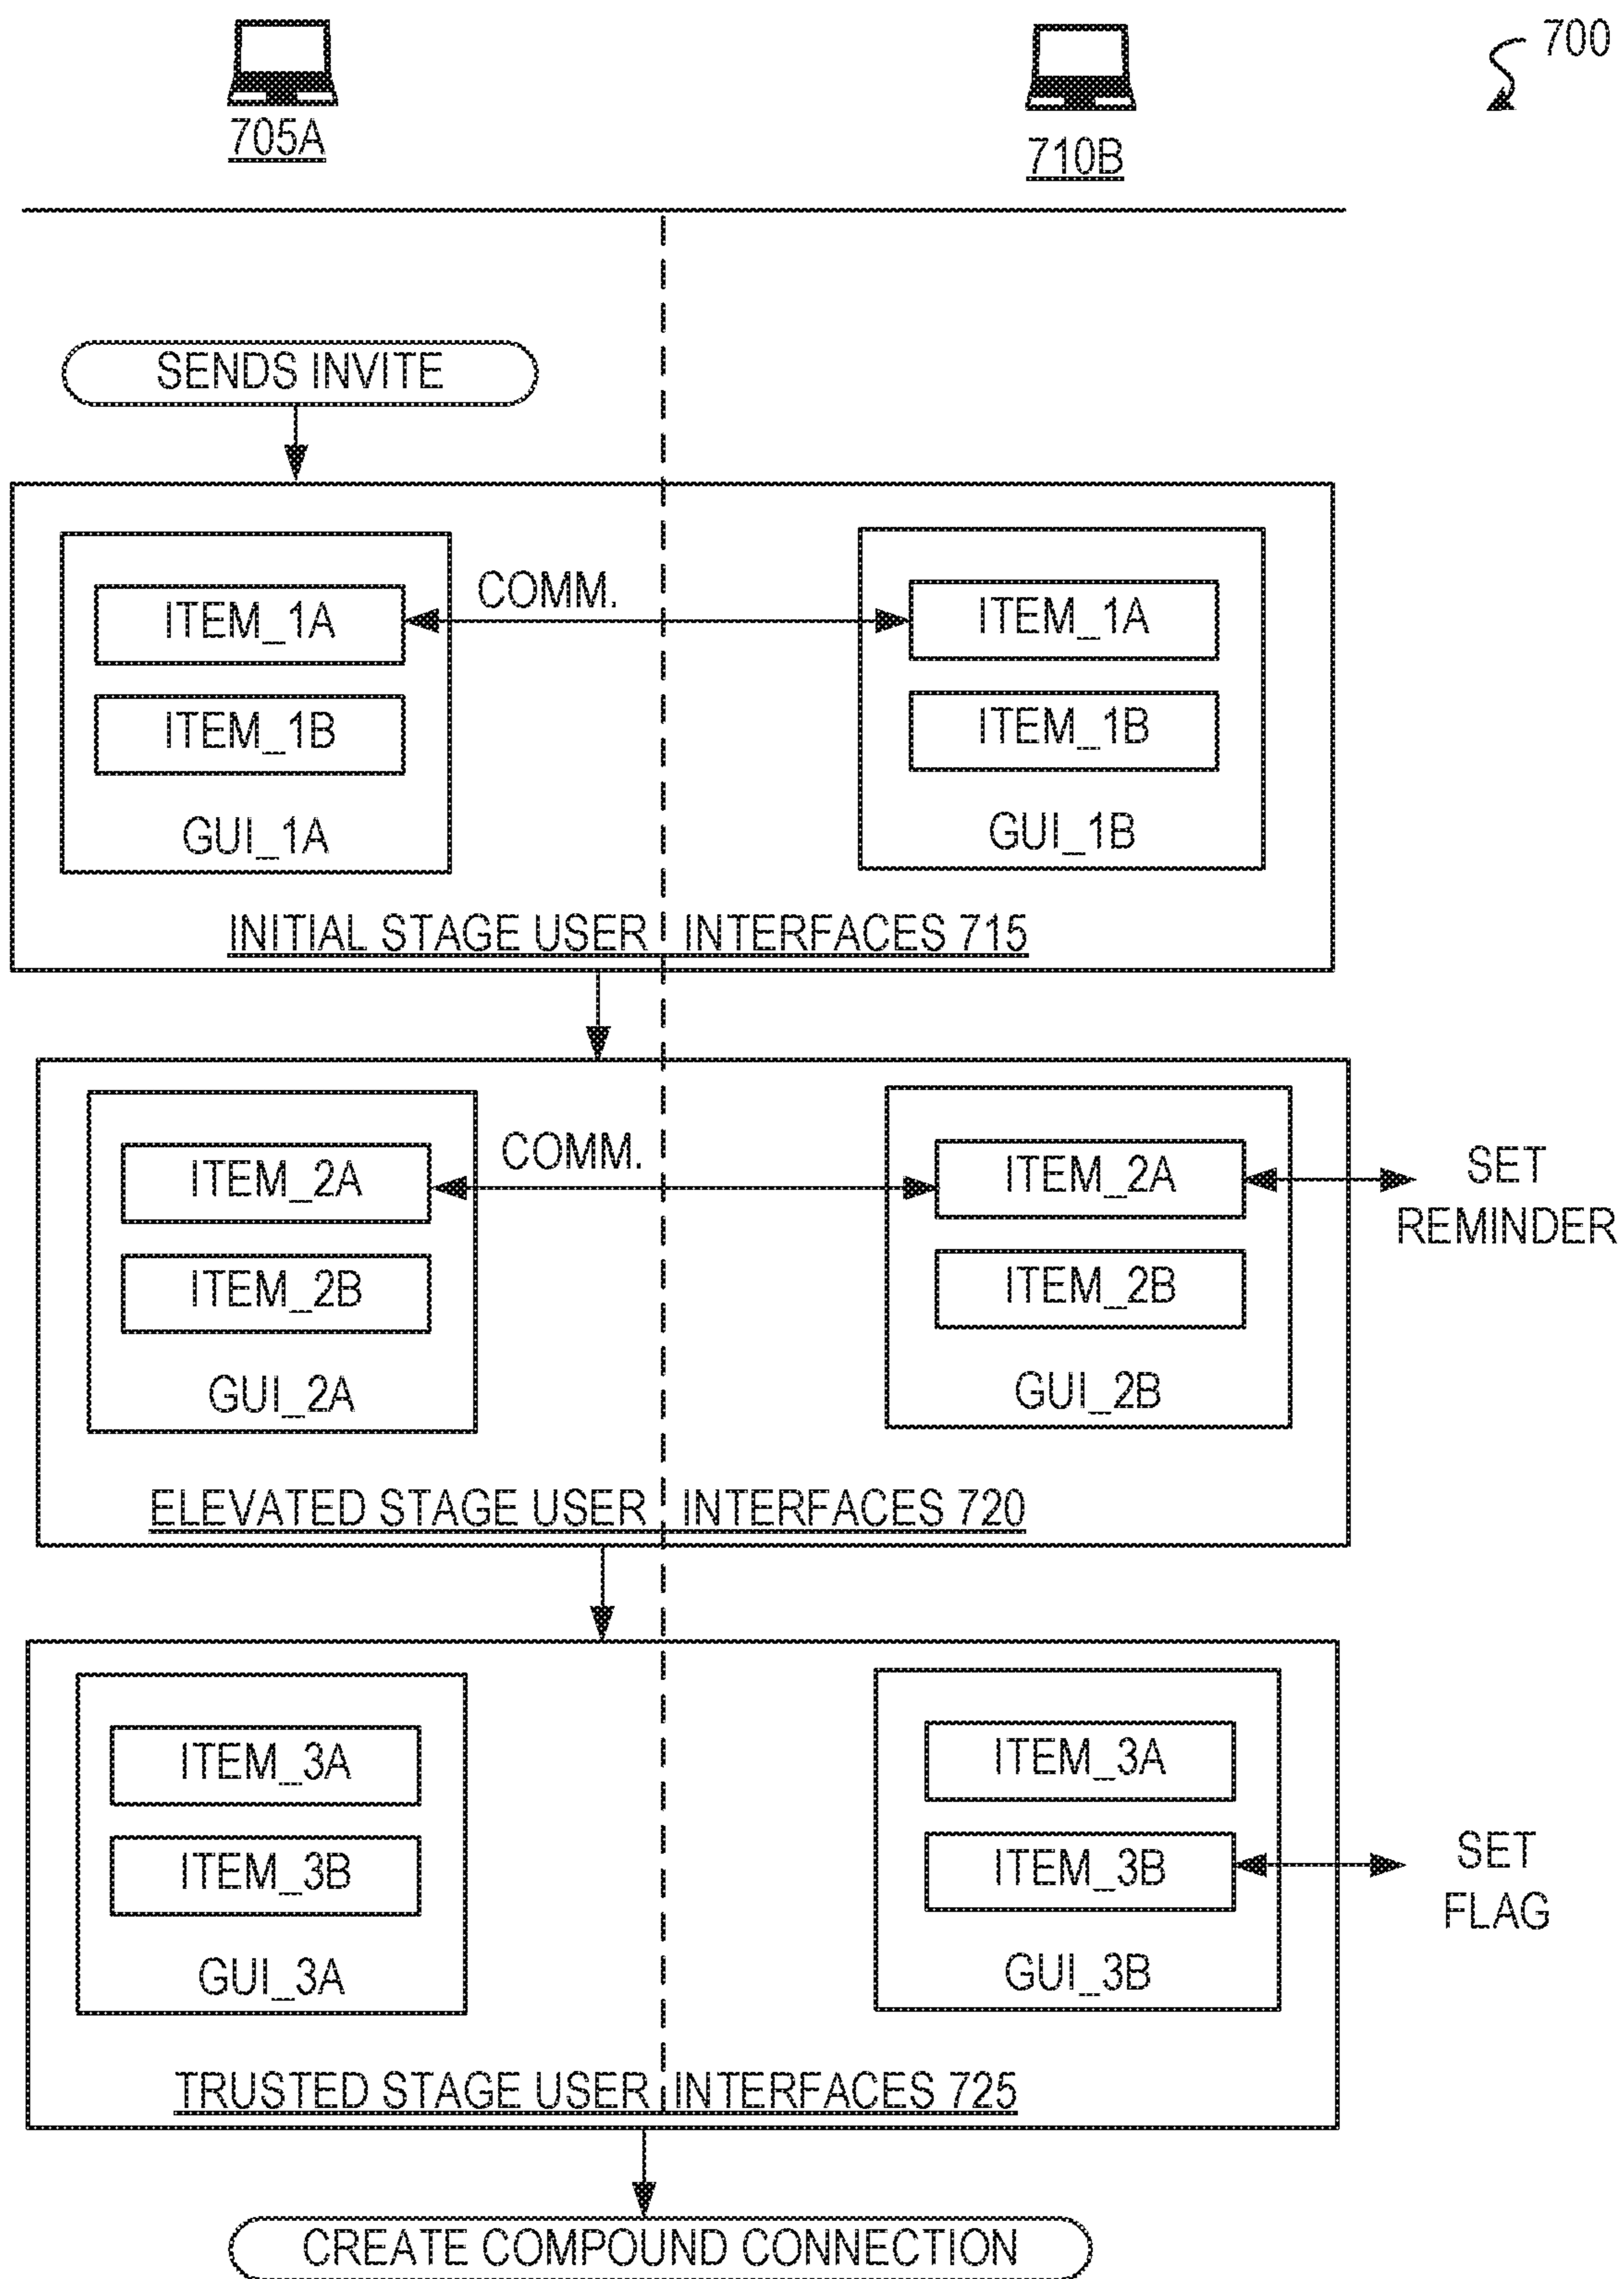 700
705A
710B
SENDS INVITE
COMM.
ITEM_1A
ITEM_1A
ITEM_1B
ITEM_1B
GUI_1A
GUI_1B
INITIAL STAGE USER INTERFACES 715
COMM.
ITEM_2A
ITEM_2A
SET
REMINDER
ITEM_2B
ITEM_2B
GUI_2A
GUI_2B
ELEVATED STAGE USER INTERFACES 720
ITEM_3A
ITEM_3A
ITEM_3B
ITEM_3B
SET
FLAG
GUI_3A
GUI_3B
TRUSTED STAGE USER INTERFACES 725
CREATE COMPOUND CONNECTION